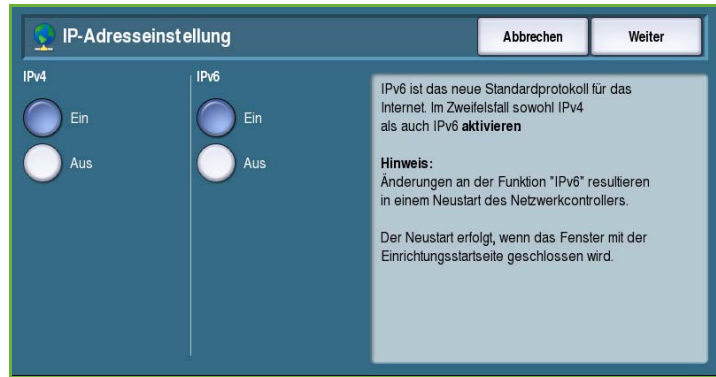 IP-Adresseinstellung
Abbrechen
Weiter
IPv4
Ein
Aus
IPv6
Ein
Aus
IPv6 ist das neue Standardprotokoll für das
Internet. Im Zweifelsfall sowohl IPv4
als auch IPv6 aktivieren
Hinweis:
Änderungen an der Funktion "IPv6" resultieren
in einem Neustart des Netzwerkcontrollers.
Der Neustart erfolgt, wenn das Fenster mit der
Einrichtungsstartseite geschlossen wird.